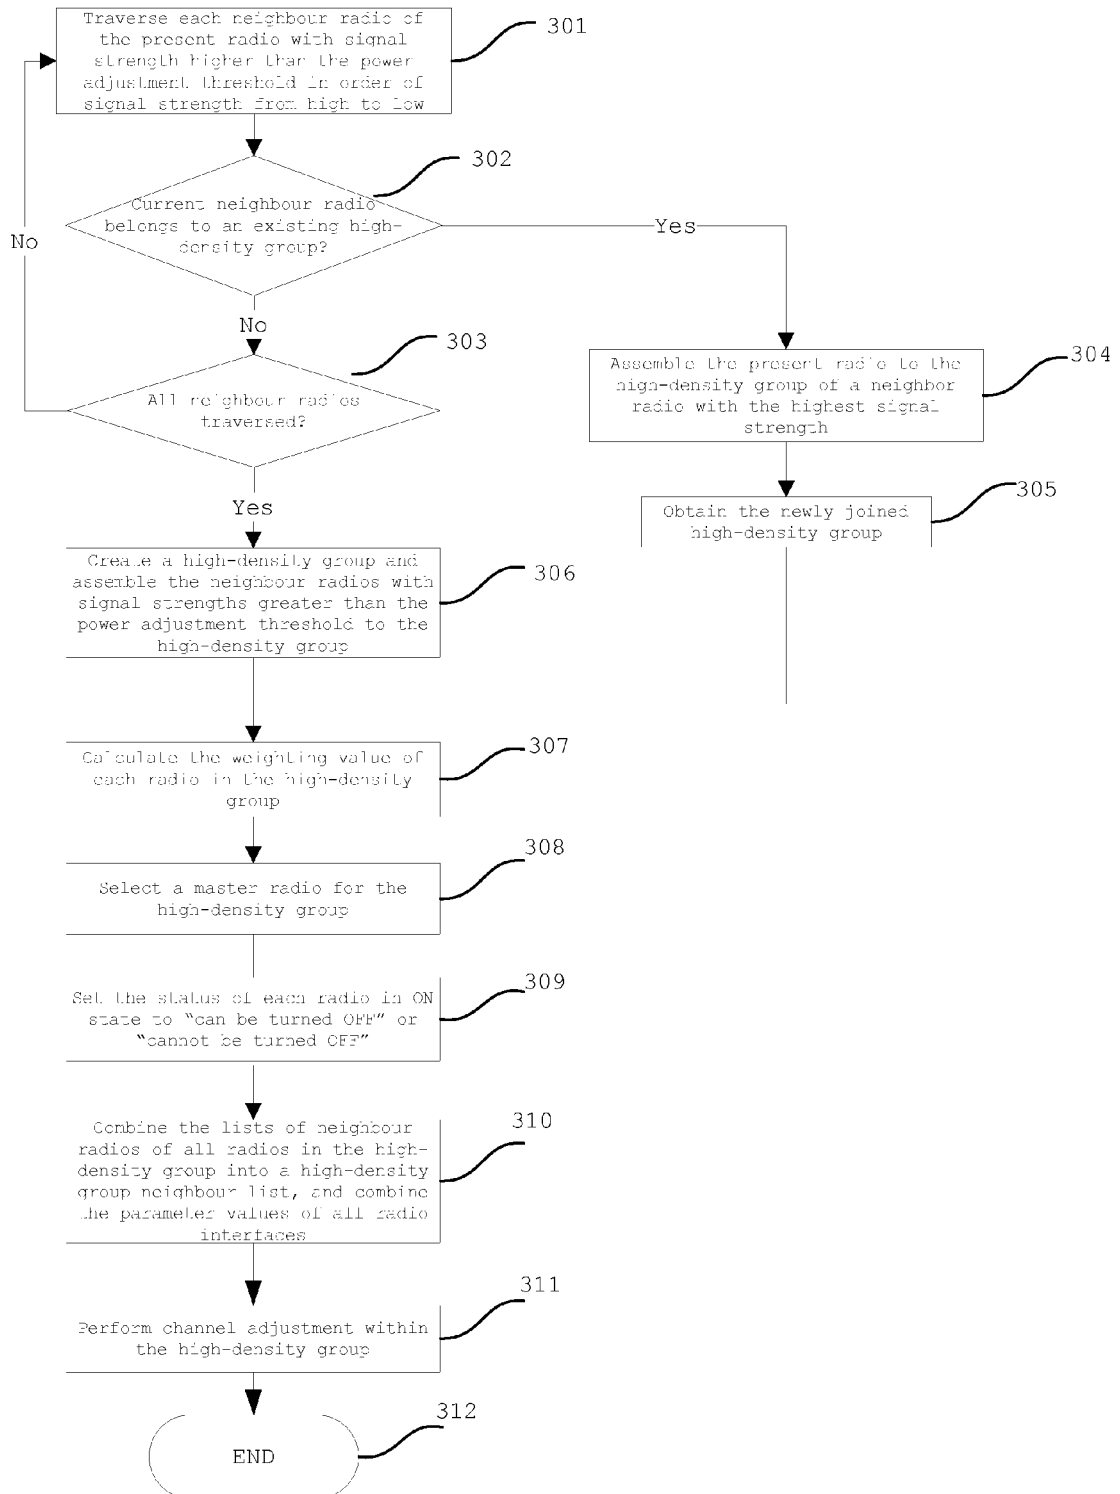 Traverse each neighbour radio of
the present radio with signal
strength higher than the power
adjustment threshold in order of
signal strength from high to low
301
Current neighbour radio
belongs to an existing high-
density group?
302
No
Yes
No
All neighbour radios
traversed?
303
Assemble the present radio to the
high-density group of a neighbor
radio with the highest signal
strength
304
Yes
Obtain the newly joined
high-density group
305
Create a high-density group and
assemble the neighbour radios with
signal strengths greater than the
power adjustment threshold to the
high-density group
306
Calculate the weighting value of
each radio in the high-density
group
307
Select a master radio for the
high-density group
308
Set the status of each radio in ON
state to “can be turned OFF” or
“cannot be turned OFF”
309
Combine the lists of neighbour
radios of all radios in the high-
density group into a high-density
group neighbour list, and combine
the parameter values of all radio
interfaces
310
Perform channel adjustment within
the high-density group
311
END
312